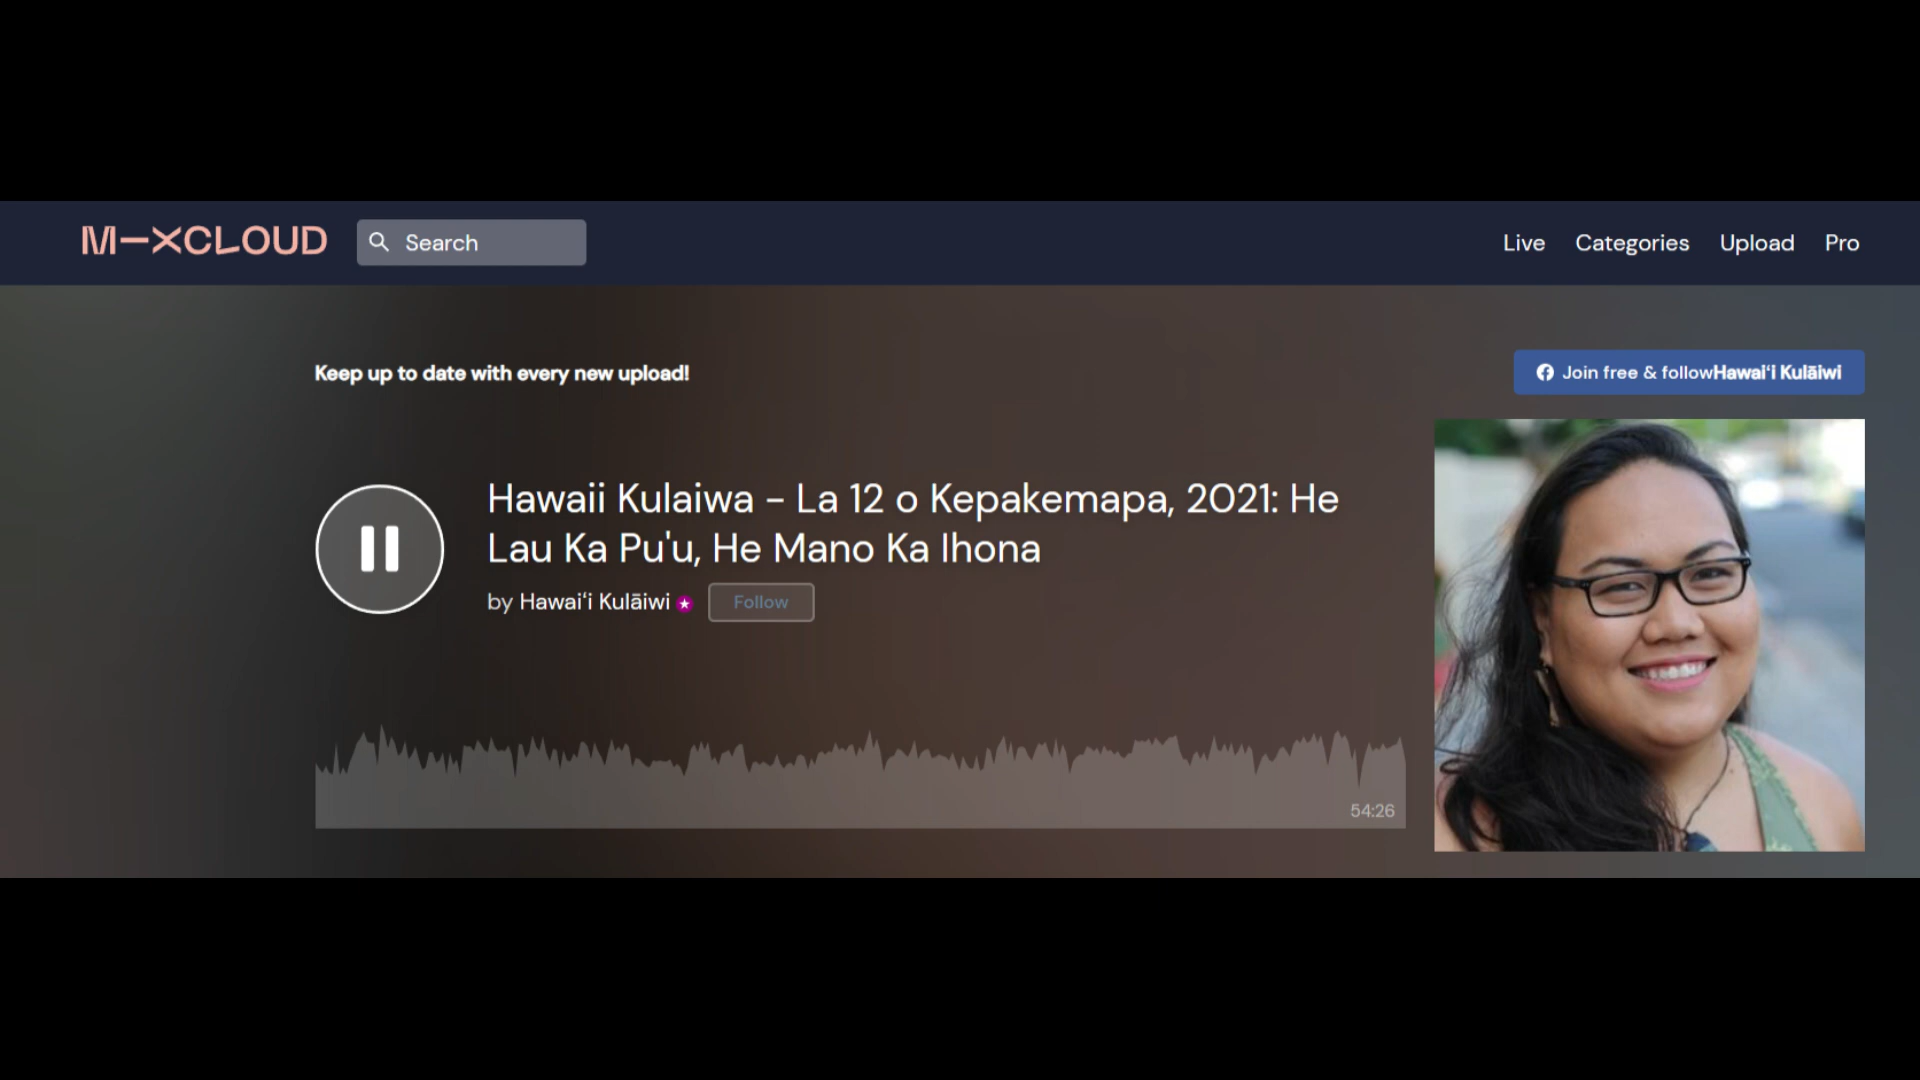 MIXCLOUD
Search
Live
Categories
Upload
Pro
Keep up to date with every new upload!
Join free & followHawaiʻi Kulāiwi
Hawaii Kulaiwa - La 12 o Kepakemapa, 2021: He
Lau Ka Pu'u, He Mano Ka Ihona
by Hawaiʻi Kulāiwi
Follow
54:26